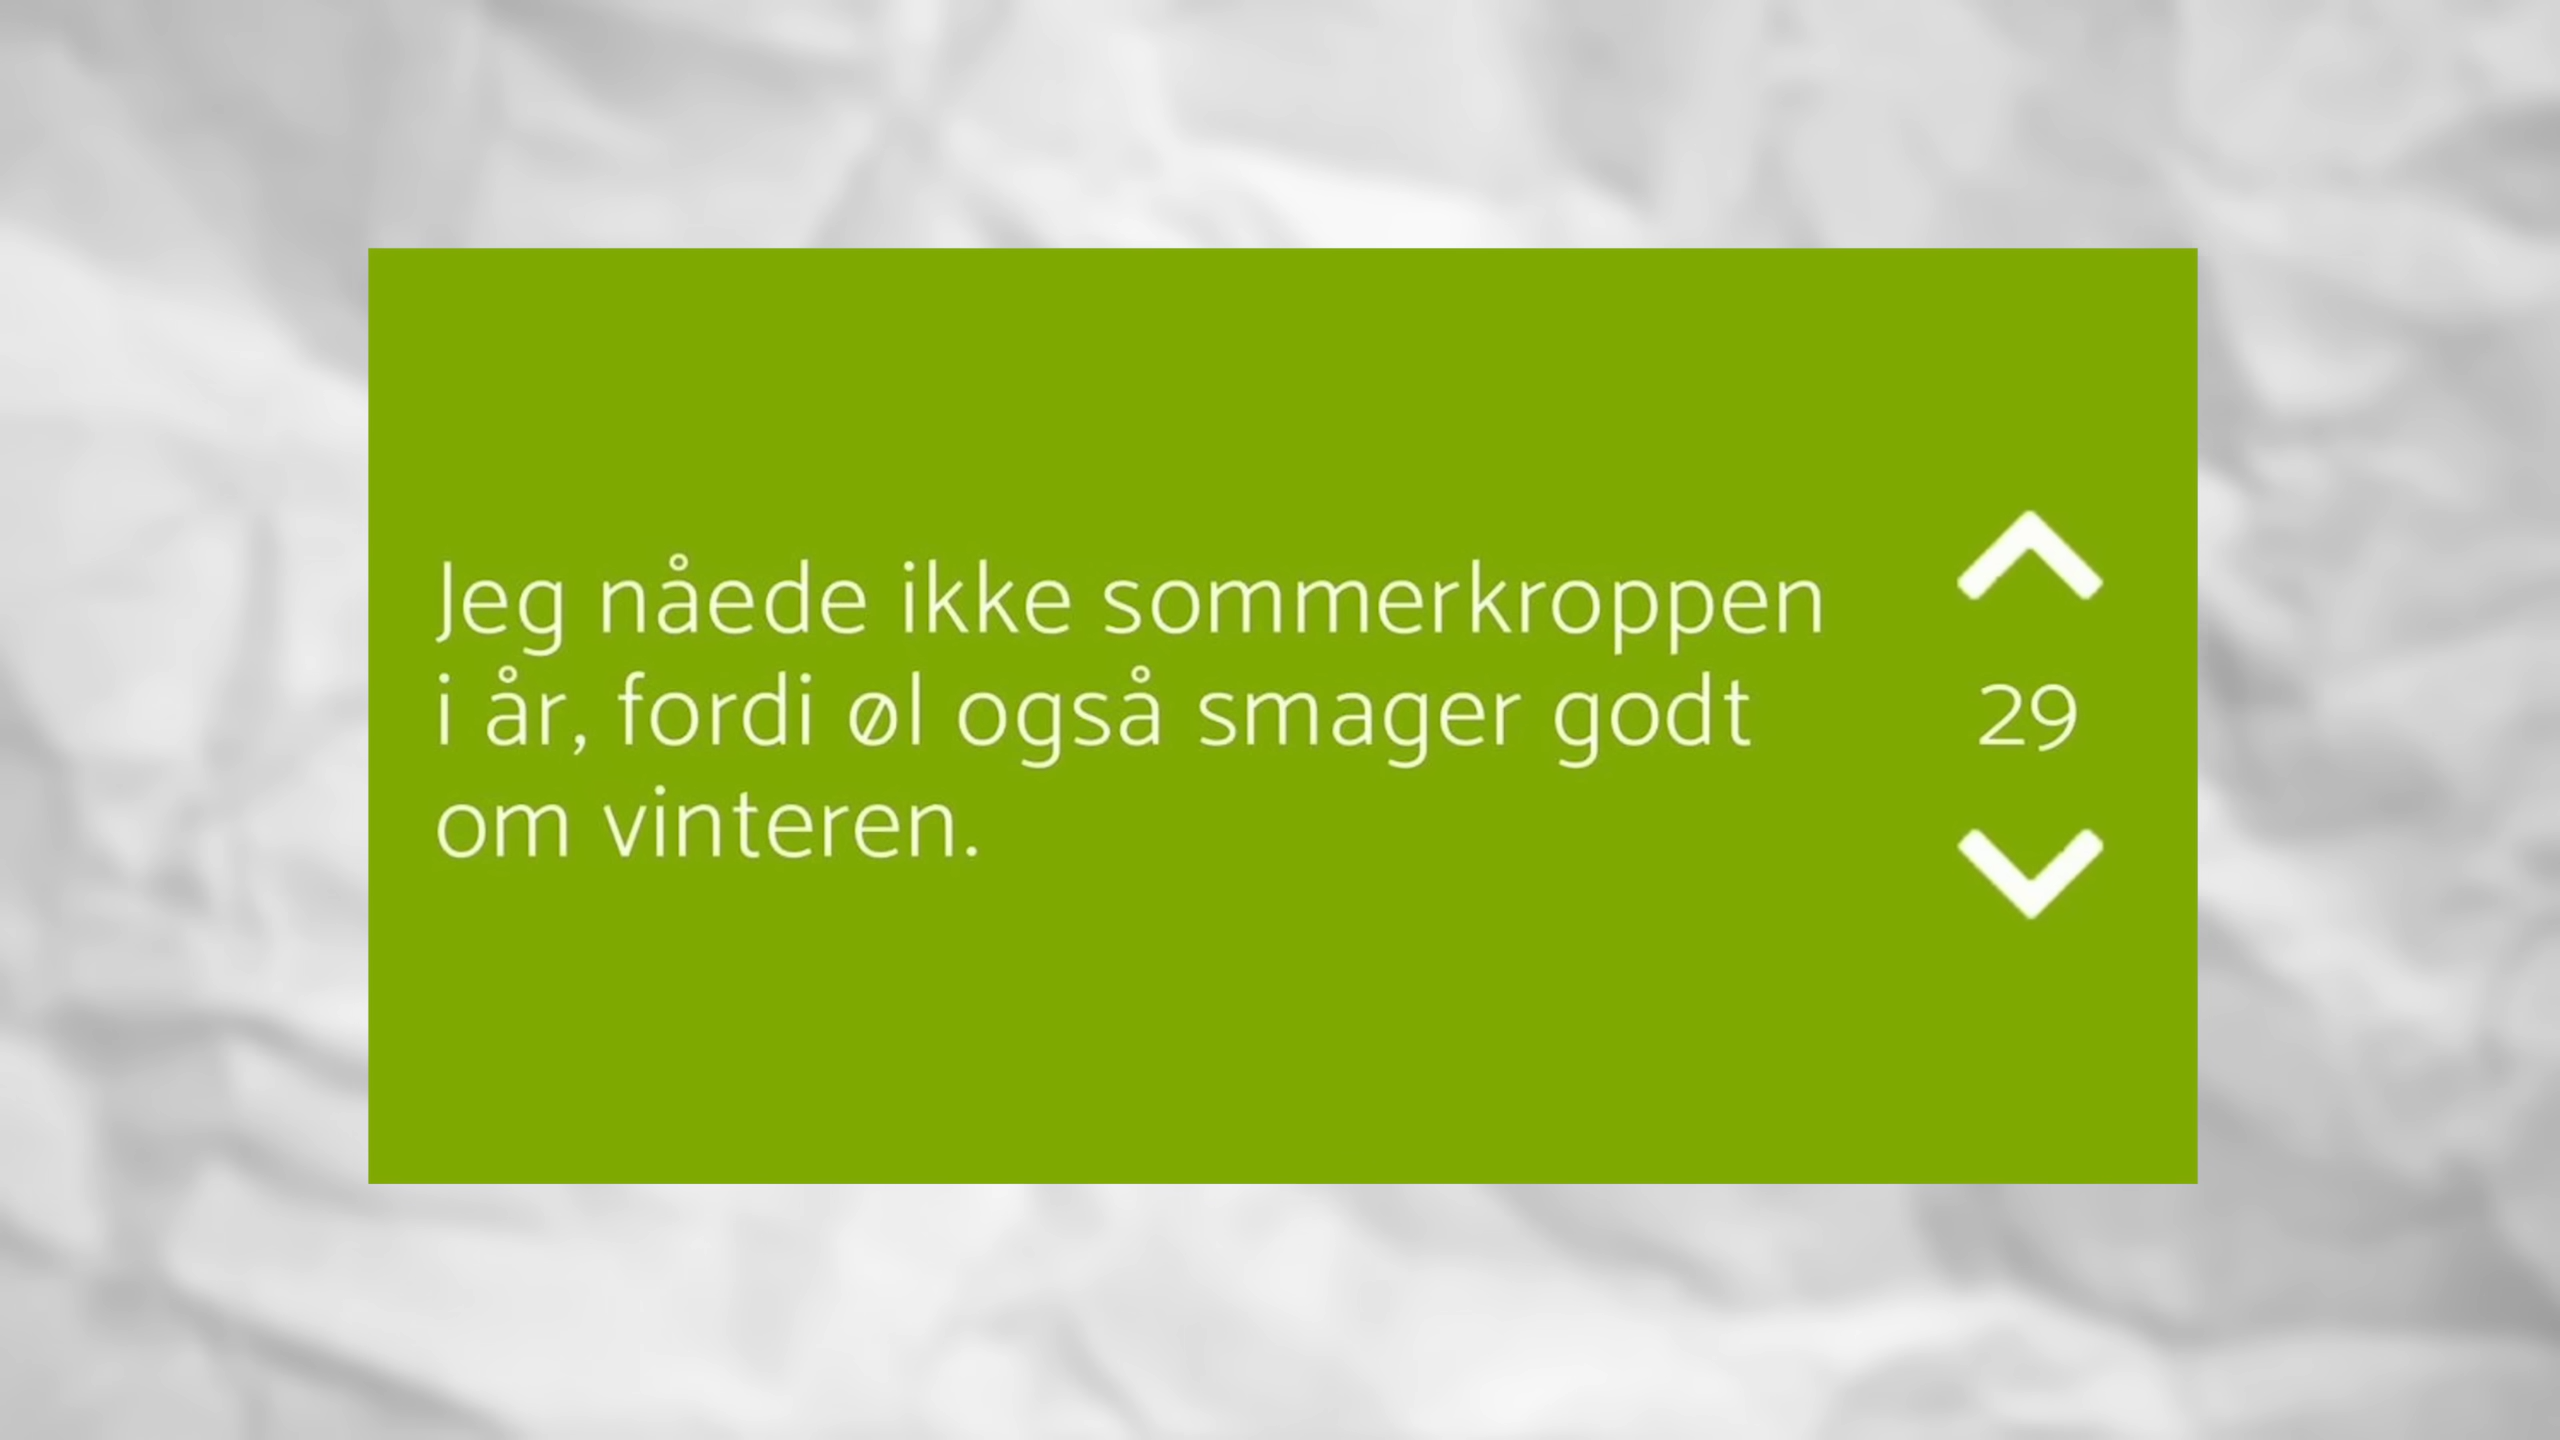 Jeg nåede ikke sommerkroppen
i år, fordi øl også smager godt
om vinteren.
29